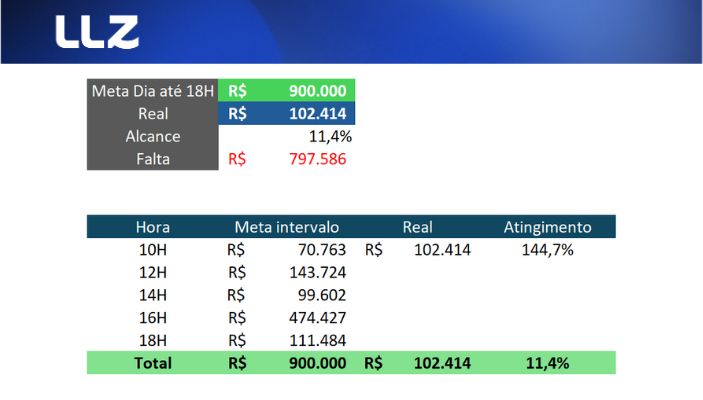 LLZ
Meta Dia até 18H R$ 900.000
Real R$ 102.414
Alcance 11,4%
Falta R$ 797.586
Hora Meta intervalo Real Atingimento
10H R$ 70.763 R$ 102.414 144,7%
12H R$ 143.724
14H R$ 99.602
16H R$ 474.427
18H R$ 111.484
Total R$ 900.000 R$ 102.414 11,4%